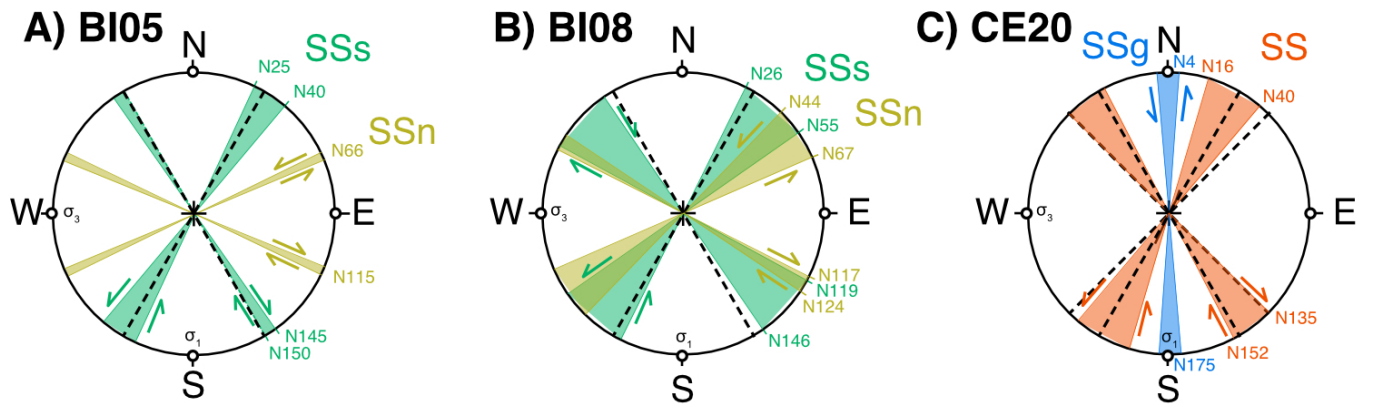 A) BI05
N
SSs
N25
N40
SSn
N66
W
σ3
E
N115
σ1
N145
N150
S
B) BI08
N
SSs
N26
N44
SSn
N55
N67
W
σ3
E
N117
N119
N124
σ1
N146
S
C) CE20
SSg
N
SS
N4
N16
N40
W
σ3
E
N135
σ1
N152
N175
S